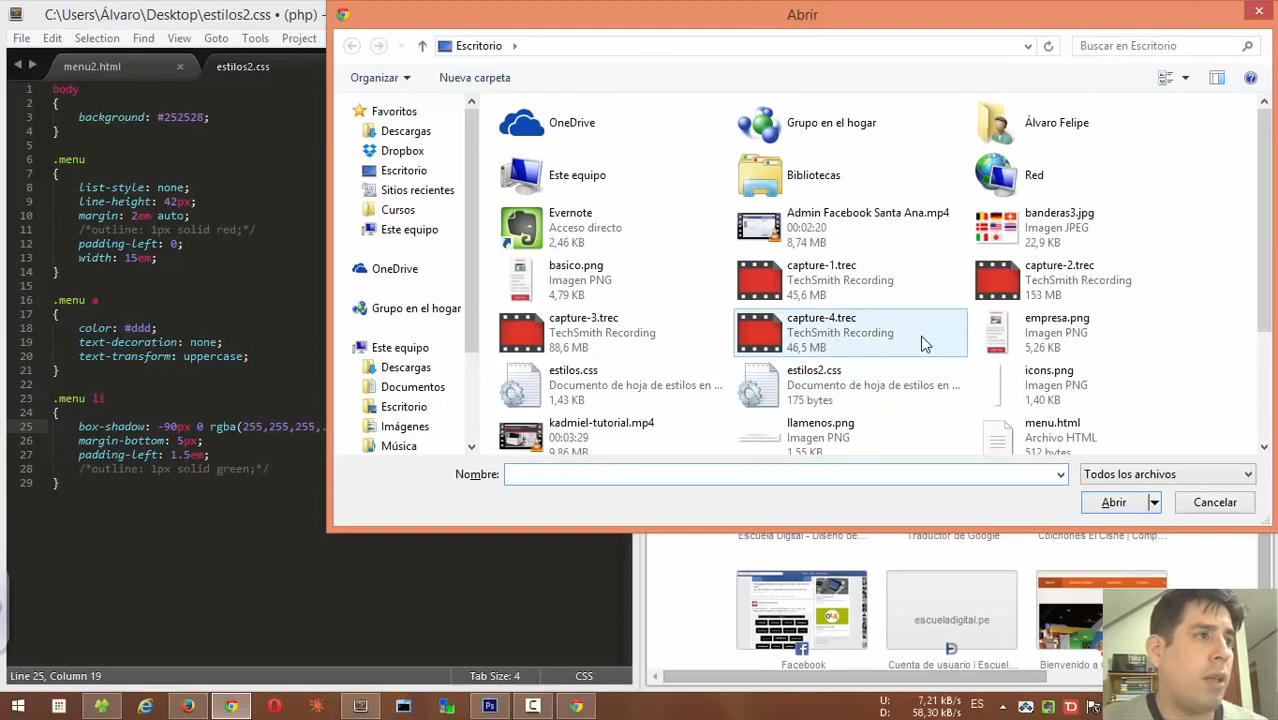 C:\Users\Álvaro\Desktop\estilos2.css • (php)
File Edit Selection Find View Goto Tools Project
menu2.html × estilos2.css
1 body
2 {
3 background: #252528;
4 }
5
6 .menu
7 {
8 list-style: none;
9 line-height: 42px;
10 margin: 2em auto;
11 /*outline: 1px solid red;*/
12 padding-left: 0;
13 width: 15em;
14 }
15
16 .menu a
17 {
18 color: #ddd;
19 text-decoration: none;
20 text-transform: uppercase;
21 }
22
23 .menu li
24 {
25 box-shadow: -90px 0 rgba(255,255,255,.
26 margin-bottom: 5px;
27 padding-left: 1.5em;
28 /*outline: 1px solid green;*/
29 }
Line 25, Column 19 Tab Size: 4 CSS
Abrir
Escritorio
Buscar en Escritorio
Organizar Nueva carpeta
Favoritos
Descargas
Dropbox
Escritorio
Sitios recientes
Cursos
Este equipo
OneDrive
Grupo en el hogar
Este equipo
Descargas
Documentos
Escritorio
Imágenes
Música
OneDrive
Grupo en el hogar
Álvaro Felipe
Este equipo
Bibliotecas
Red
Evernote
Acceso directo
2,46 KB
Admin Facebook Santa Ana.mp4
00:02:20
8,74 MB
banderas3.jpg
Imagen JPEG
22,9 KB
basico.png
Imagen PNG
4,79 KB
capture-1.trec
TechSmith Recording
45,6 MB
capture-2.trec
TechSmith Recording
153 MB
capture-3.trec
TechSmith Recording
88,6 MB
capture-4.trec
TechSmith Recording
46,5 MB
empresa.png
Imagen PNG
5,26 KB
estilos.css
Documento de hoja de estilos en ...
1,43 KB
estilos2.css
Documento de hoja de estilos en ...
175 bytes
icons.png
Imagen PNG
1,40 KB
kadmiel-tutorial.mp4
00:03:29
9,86 MB
llamenos.png
Imagen PNG
1,55 KB
menu.html
Archivo HTML
512 bytes
Nombre:
Todos los archivos
Abrir Cancelar
Escuela Digital - Diseño de... Traductor de Google Colchones El Cisne | Comp...
escueladigital.pe
Facebook Cuenta de usuario | Escuel... Bienvenido a C
U: 7,21 kB/s
D: 58,30 kB/s
ES